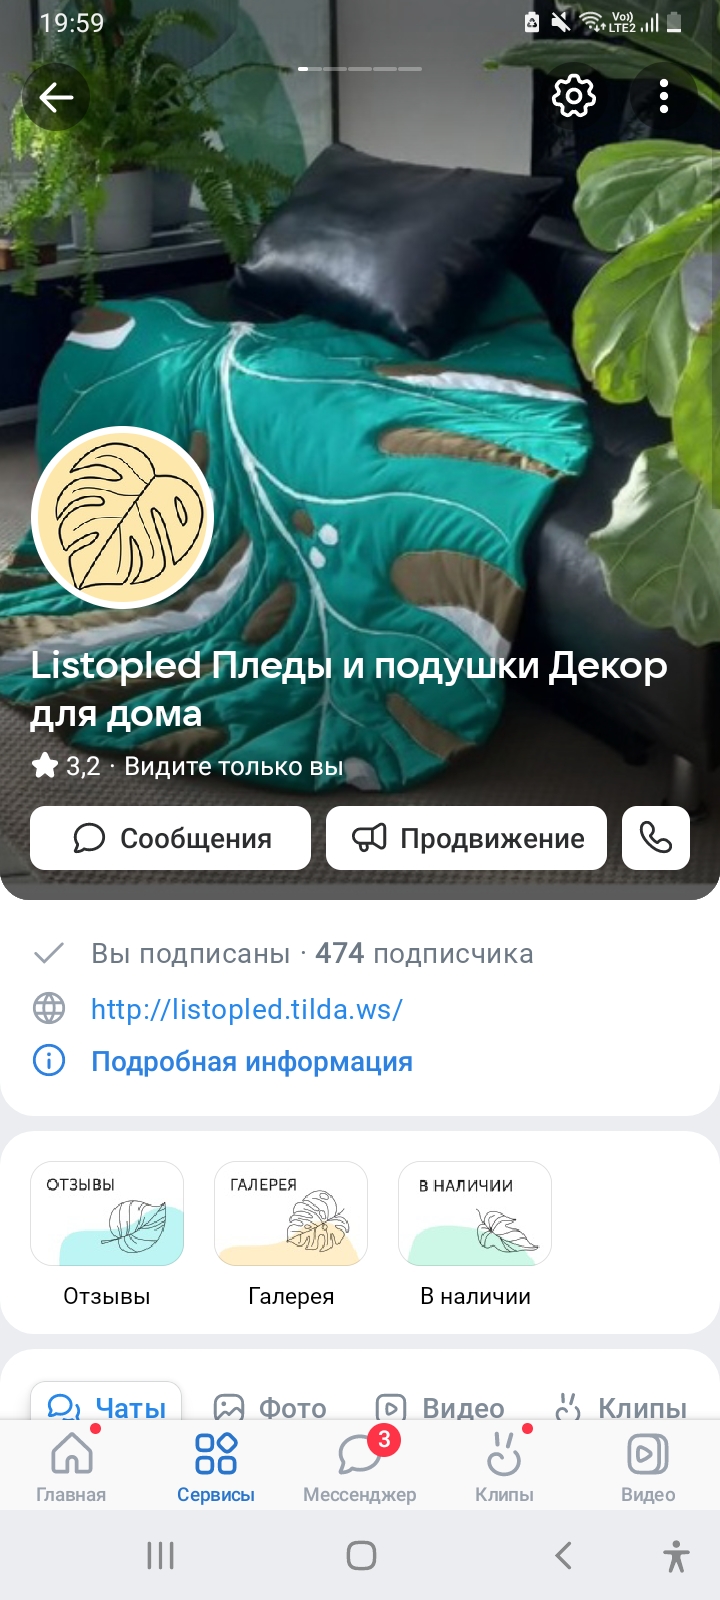 19:59
Vo))
LTE2
Listopled Пледы и подушки Декор
для дома
3,2 · Видите только вы
Сообщения
Продвижение
Вы подписаны · 474 подписчика
http://listopled.tilda.ws/
Подробная информация
ОТЗЫВЫ
ГАЛЕРЕЯ
В НАЛИЧИИ
Отзывы
Галерея
В наличии
Чаты
Фото
Видео
Клипы
3
Главная
Сервисы
Мессенджер
Клипы
Видео